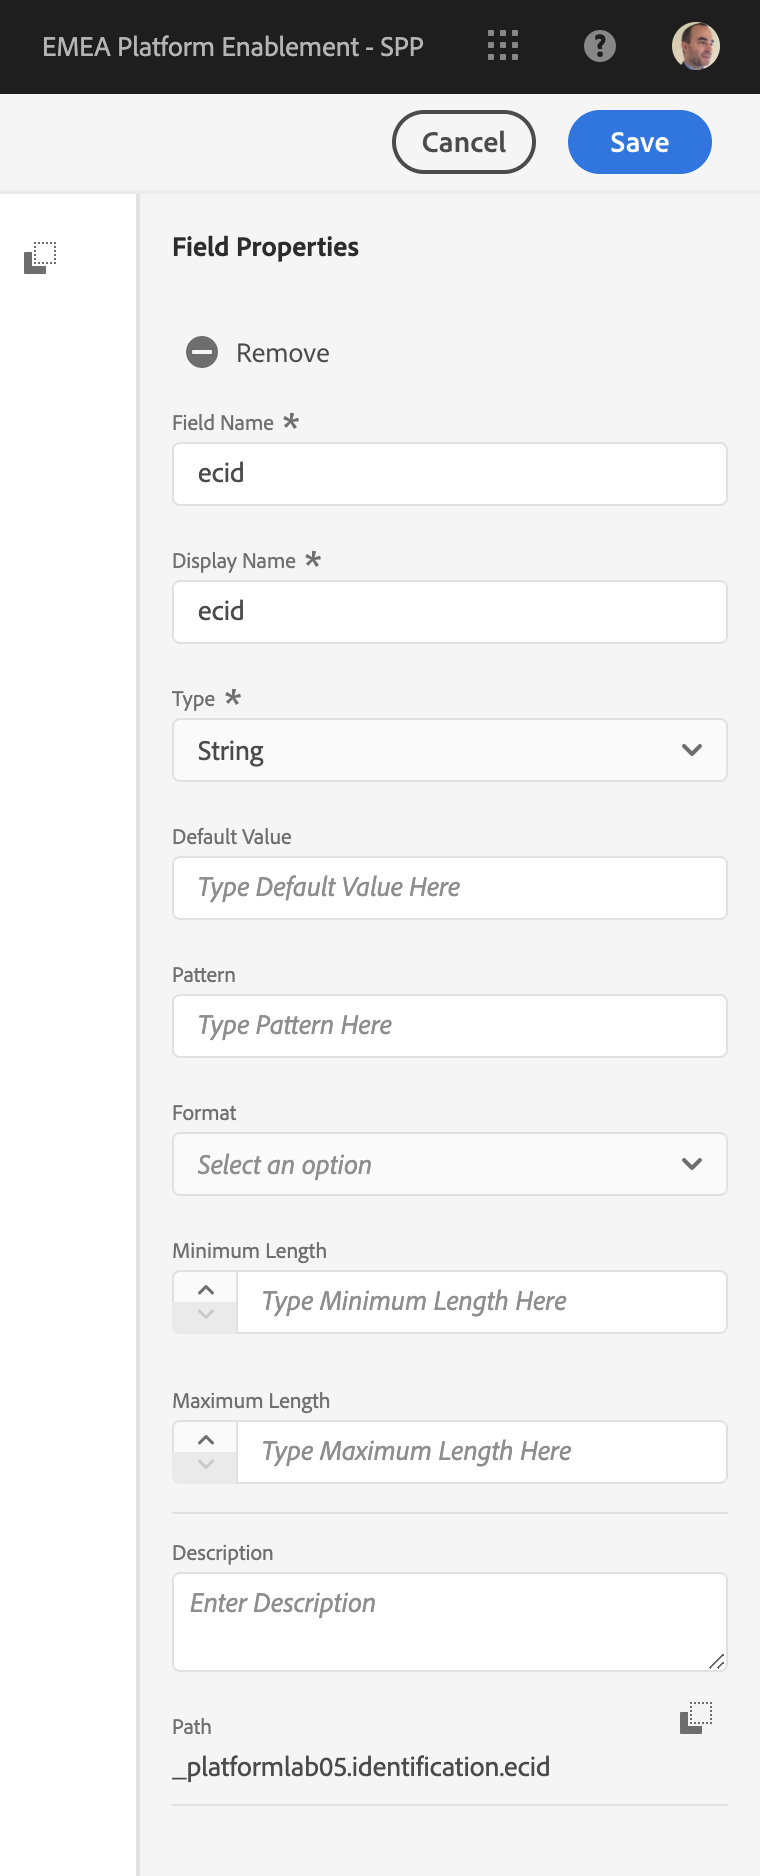 EMEA Platform Enablement - SPP
Cancel
Save
Field Properties
Remove
Field Name *
ecid
Display Name *
ecid
Type *
String
Default Value
Type Default Value Here
Pattern
Type Pattern Here
Format
Select an option
Minimum Length
Type Minimum Length Here
Maximum Length
Type Maximum Length Here
Description
Enter Description
Path
_platformlab05.identification.ecid